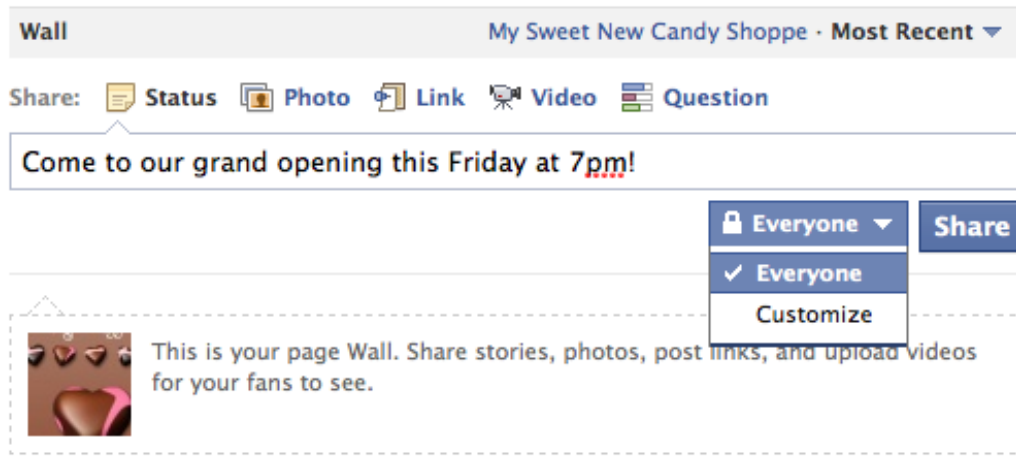 Wall My Sweet New Candy Shoppe · Most Recent
Share: Status Photo Link Video Question
Come to our grand opening this Friday at 7pm!
Everyone Share
Everyone
Customize
This is your page Wall. Share stories, photos, post links, and upload videos
for your fans to see.